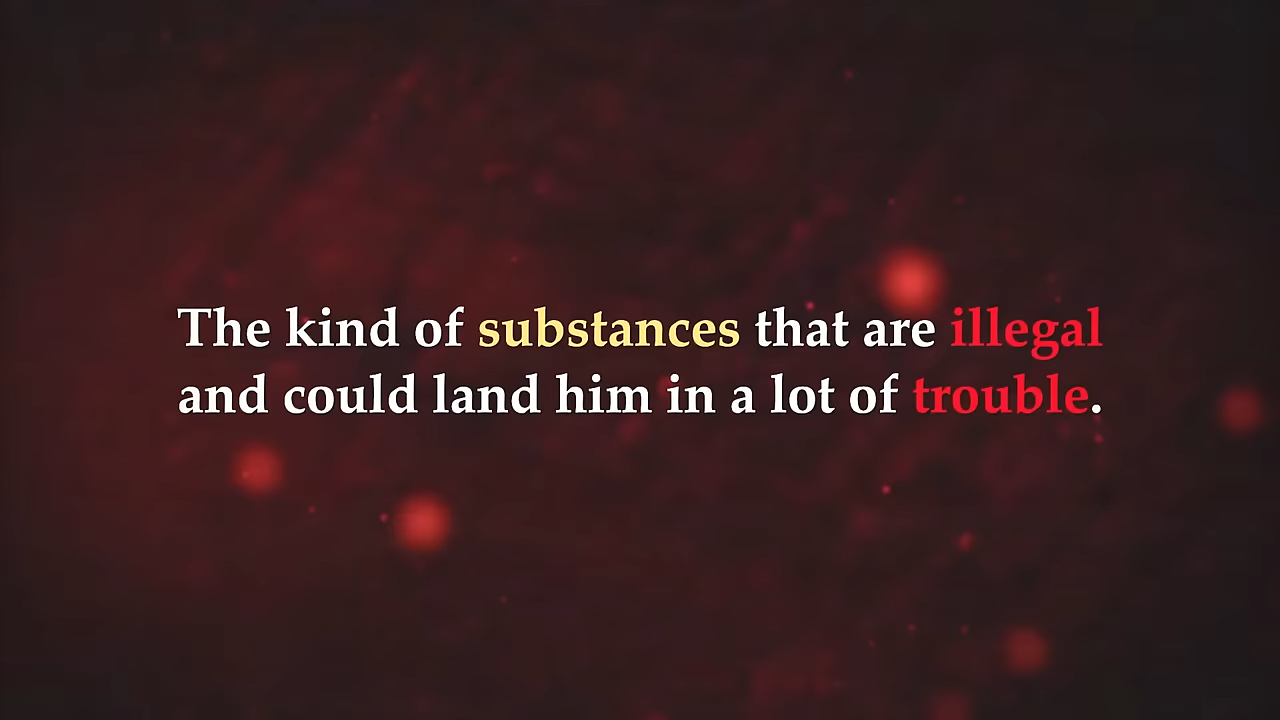 The kind of substances that are illegal
and could land him in a lot of trouble.